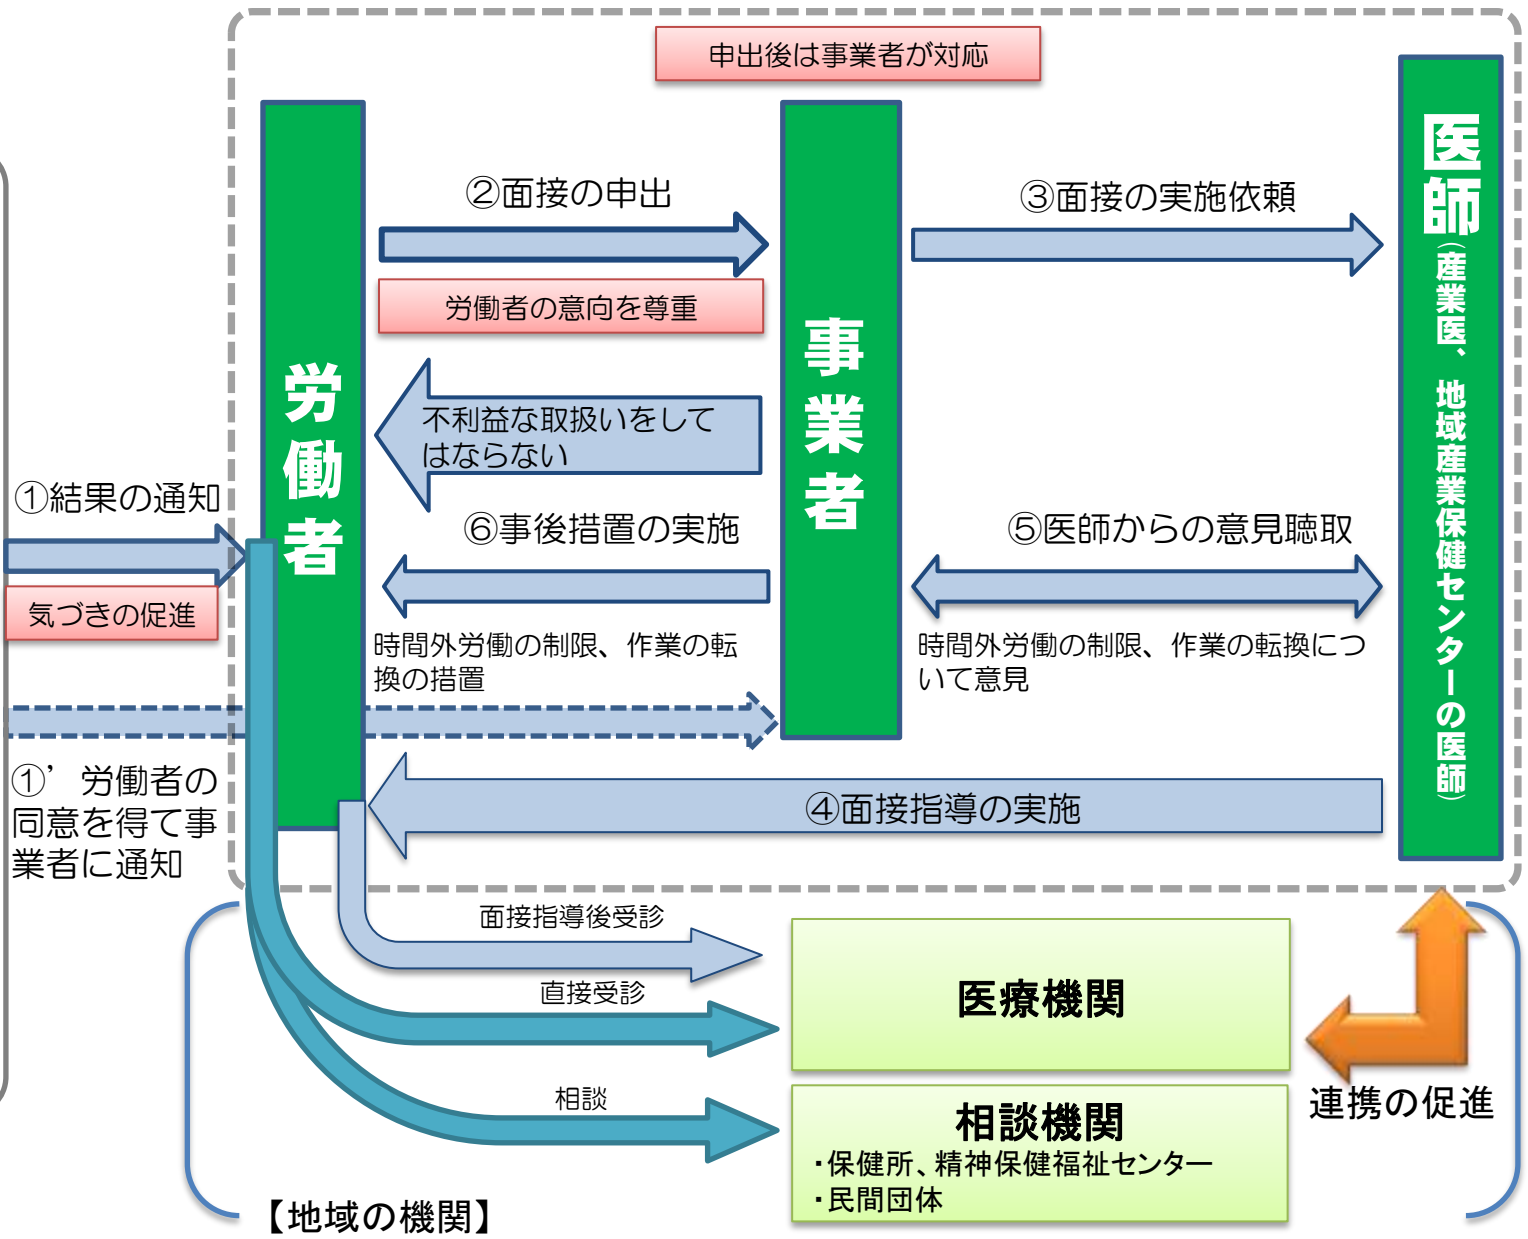 申出後は事業者が対応
労働者
事業者
医師
(産業医、地域産業保健センターの医師)
②面接の申出
③面接の実施依頼
労働者の意向を尊重
不利益な取扱いをして
はならない
①結果の通知
気づきの促進
⑥事後措置の実施
⑤医師からの意見聴取
時間外労働の制限、作業の転
換の措置
時間外労働の制限、作業の転換につ
いて意見
①’労働者の
同意を得て事
業者に通知
④面接指導の実施
面接指導後受診
直接受診
相談
医療機関
相談機関
・保健所、精神保健福祉センター
・民間団体
連携の促進
【地域の機関】